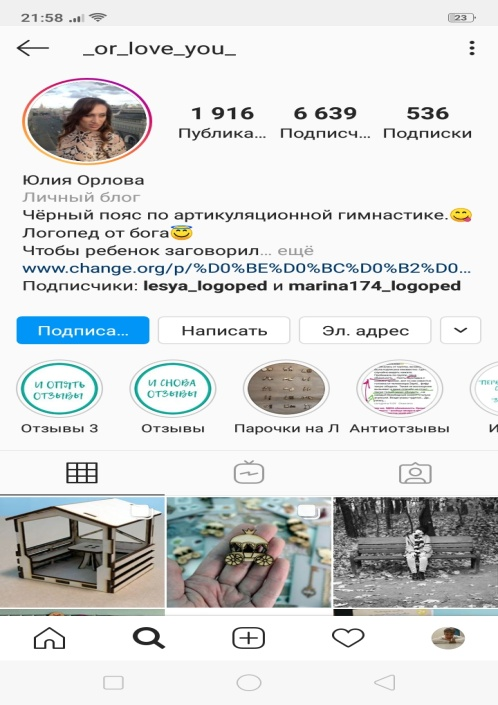 21:58
23
_or_love_you_
1 916 6 639 536
Публика... Подписч... Подписки
Юлия Орлова
Личный блог
Чёрный пояс по артикуляционной гимнастике.😋
Логопед от бога😇
Чтобы ребенок заговорил... ещё
www.change.org/p/%D0%BE%D0%BC%D0%B2%D0...
Подписчики: lesya_logoped и marina174_logoped
Подписа... Написать Эл. адрес
И ОПЯТЬ ОТЗЫВЫ
И СНОВА ОТЗЫВЫ
Отзывы 3 Отзывы Парочки на Л Антиотзывы И